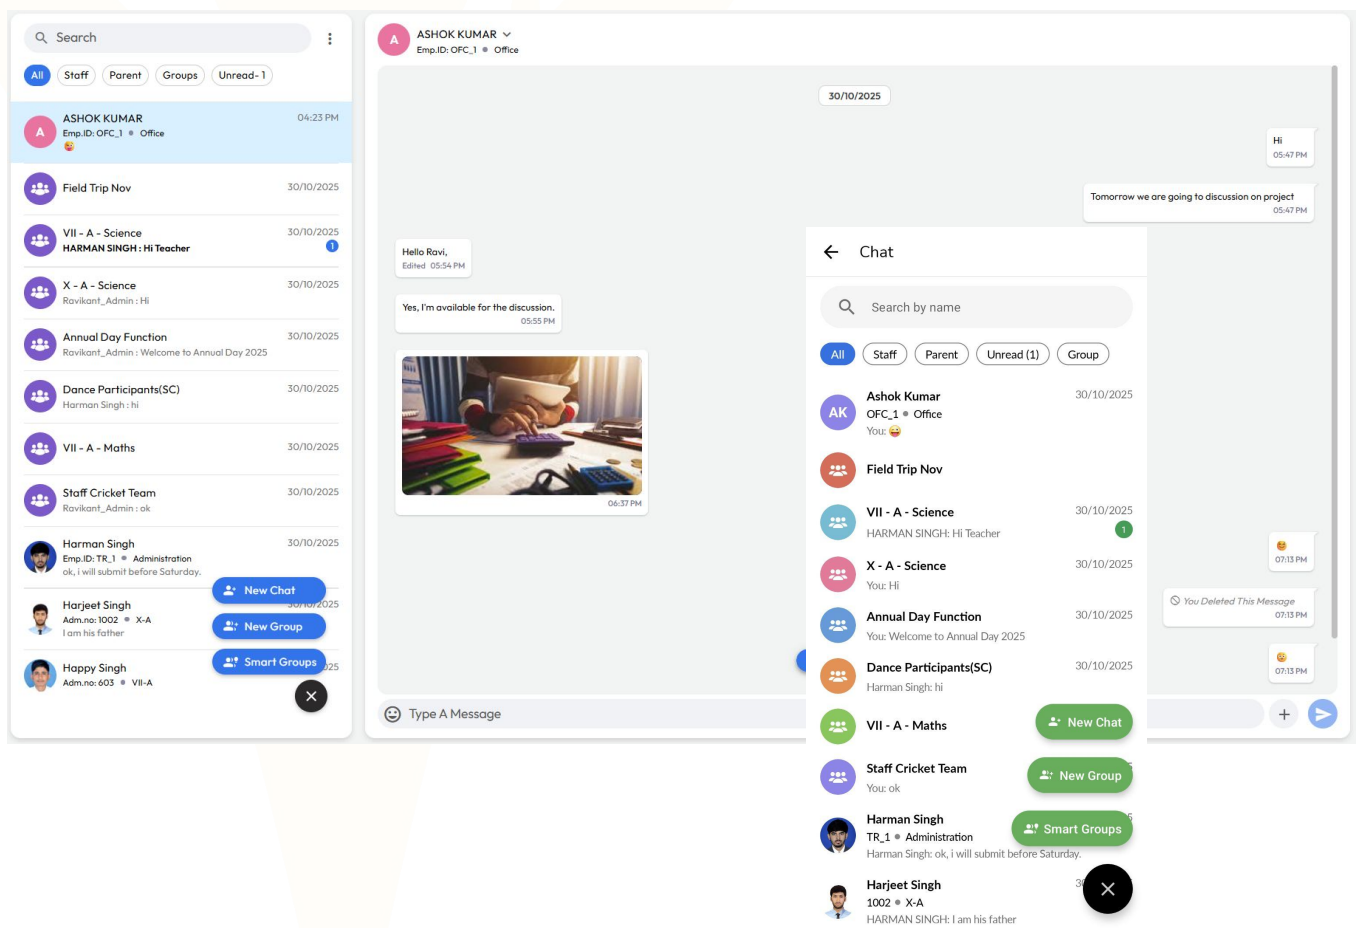 Search
All
Staff
Parent
Groups
Unread- 1
A
ASHOK KUMAR
04:23 PM
Emp.ID: OFC_1 Office
Field Trip Nov
30/10/2025
VII - A - Science
30/10/2025
HARMAN SINGH : Hi Teacher
1
X - A - Science
30/10/2025
Ravikant_Admin : Hi
Annual Day Function
30/10/2025
Ravikant_Admin : Welcome to Annual Day 2025
Dance Participants(SC)
30/10/2025
Harman Singh : hi
VII - A - Maths
30/10/2025
Staff Cricket Team
30/10/2025
Ravikant_Admin : ok
Harman Singh
30/10/2025
Emp.ID: TR_1 Administration
ok, i will submit before Saturday.
New Chat
Harjeet Singh
30/10/2025
Adm.no: 1002 X-A
I am his father
New Group
Happy Singh
Adm.no: 603 VII-A
Smart Groups
25
A
ASHOK KUMAR
Emp.ID: OFC_1 Office
30/10/2025
Hi
05:47 PM
Tomorrow we are going to discussion on project
05:47 PM
Hello Ravi,
Edited 05:54 PM
Yes, I'm available for the discussion.
05:55 PM
06:37 PM
07:13 PM
You Deleted This Message
07:13 PM
07:13 PM
Type A Message
Chat
Search by name
All
Staff
Parent
Unread (1)
Group
AK
Ashok Kumar
30/10/2025
OFC_1 Office
You: 😜
Field Trip Nov
VII - A - Science
30/10/2025
HARMAN SINGH: Hi Teacher
1
X - A - Science
30/10/2025
You: Hi
Annual Day Function
30/10/2025
You: Welcome to Annual Day 2025
Dance Participants(SC)
30/10/2025
Harman Singh: hi
VII - A - Maths
New Chat
Staff Cricket Team
You: ok
New Group
Harman Singh
TR_1 Administration
Harman Singh: ok, i will submit before Saturday.
Smart Groups
Harjeet Singh
1002 X-A
HARMAN SINGH: I am his father